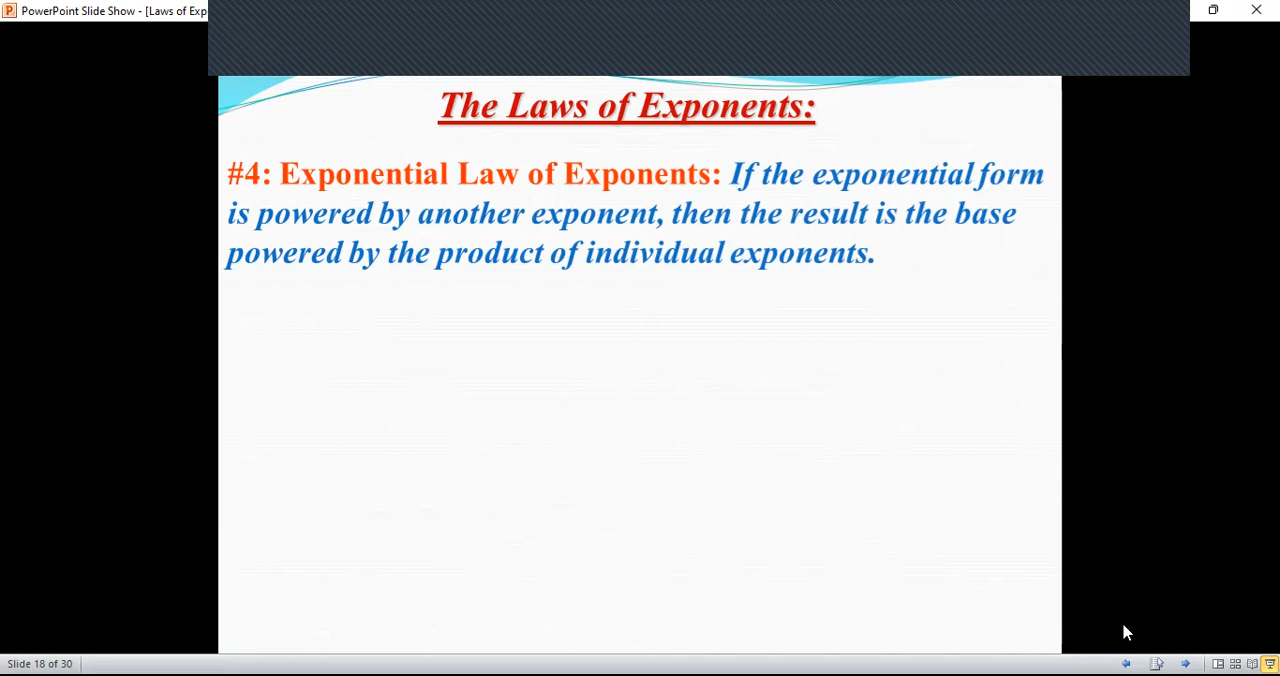 PowerPoint Slide Show - [Laws of Exp
The Laws of Exponents:
#4: Exponential Law of Exponents: If the exponential form
is powered by another exponent, then the result is the base
powered by the product of individual exponents.
Slide 18 of 30